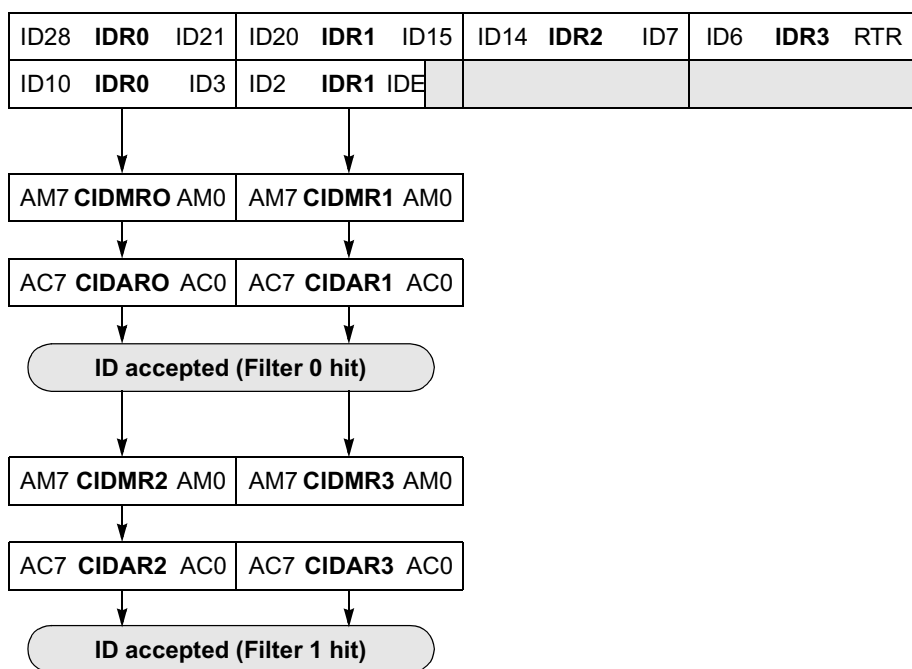 ID28 IDR0 ID21 ID20 IDR1 ID15 ID14 IDR2 ID7 ID6 IDR3 RTR
ID10 IDR0 ID3 ID2 IDR1 IDE
AM7 CIDMRO AM0 AM7 CIDMR1 AM0
AC7 CIDARO AC0 AC7 CIDAR1 AC0
ID accepted (Filter 0 hit)
AM7 CIDMR2 AM0 AM7 CIDMR3 AM0
AC7 CIDAR2 AC0 AC7 CIDAR3 AC0
ID accepted (Filter 1 hit)